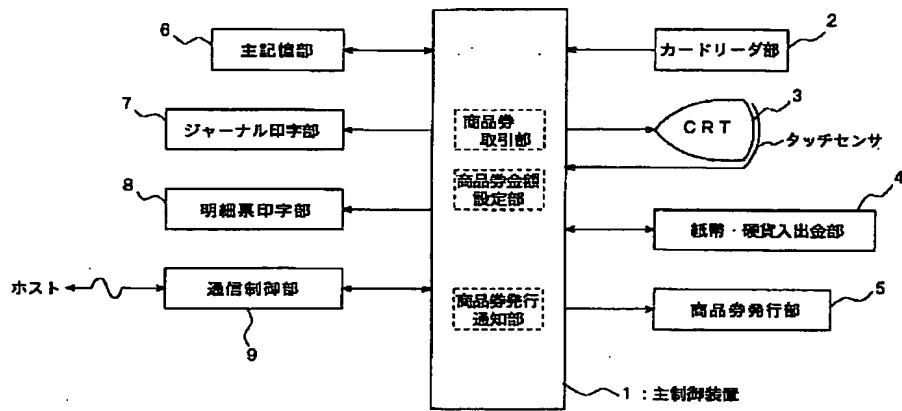 6
主記憶部
2
カードリーダ部
7
ジャーナル印字部
商品券
取引部
CRT
3
タッチセンサ
8
明細票印字部
商品券金額
設定部
4
紙幣・硬貨入出金部
ホスト
通信制御部
9
商品券発行
通知部
5
商品券発行部
1：主制御装置